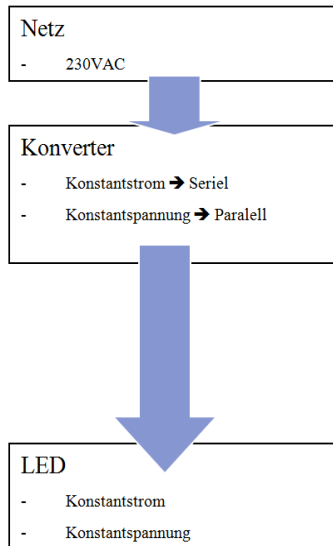 Netz
- 230VAC
Konverter
- Konstantstrom ➔ Seriel
- Konstantspannung ➔ Paralell
LED
- Konstantstrom
- Konstantspannung